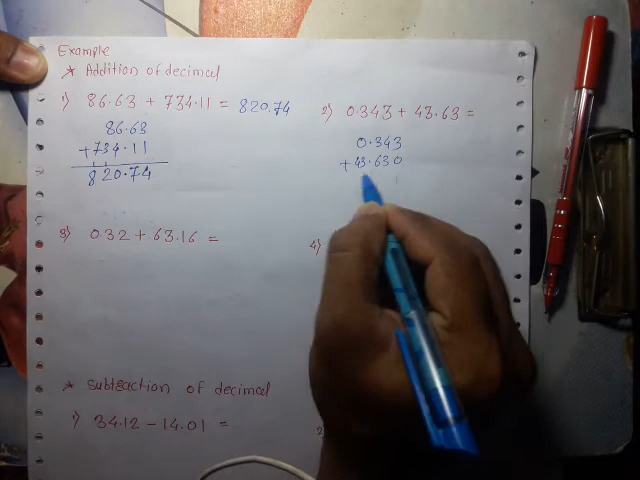 Example
* Addition of decimal
1) 86.63 + 734.11 = 820.74
86.63
+734.11
820.74
2) 0.343 + 43.63 =
0.343
+ 43.630
3) 0.32 + 63.16 =
4)
* Subtraction of decimal
1) 34.12 - 14.01 =
2